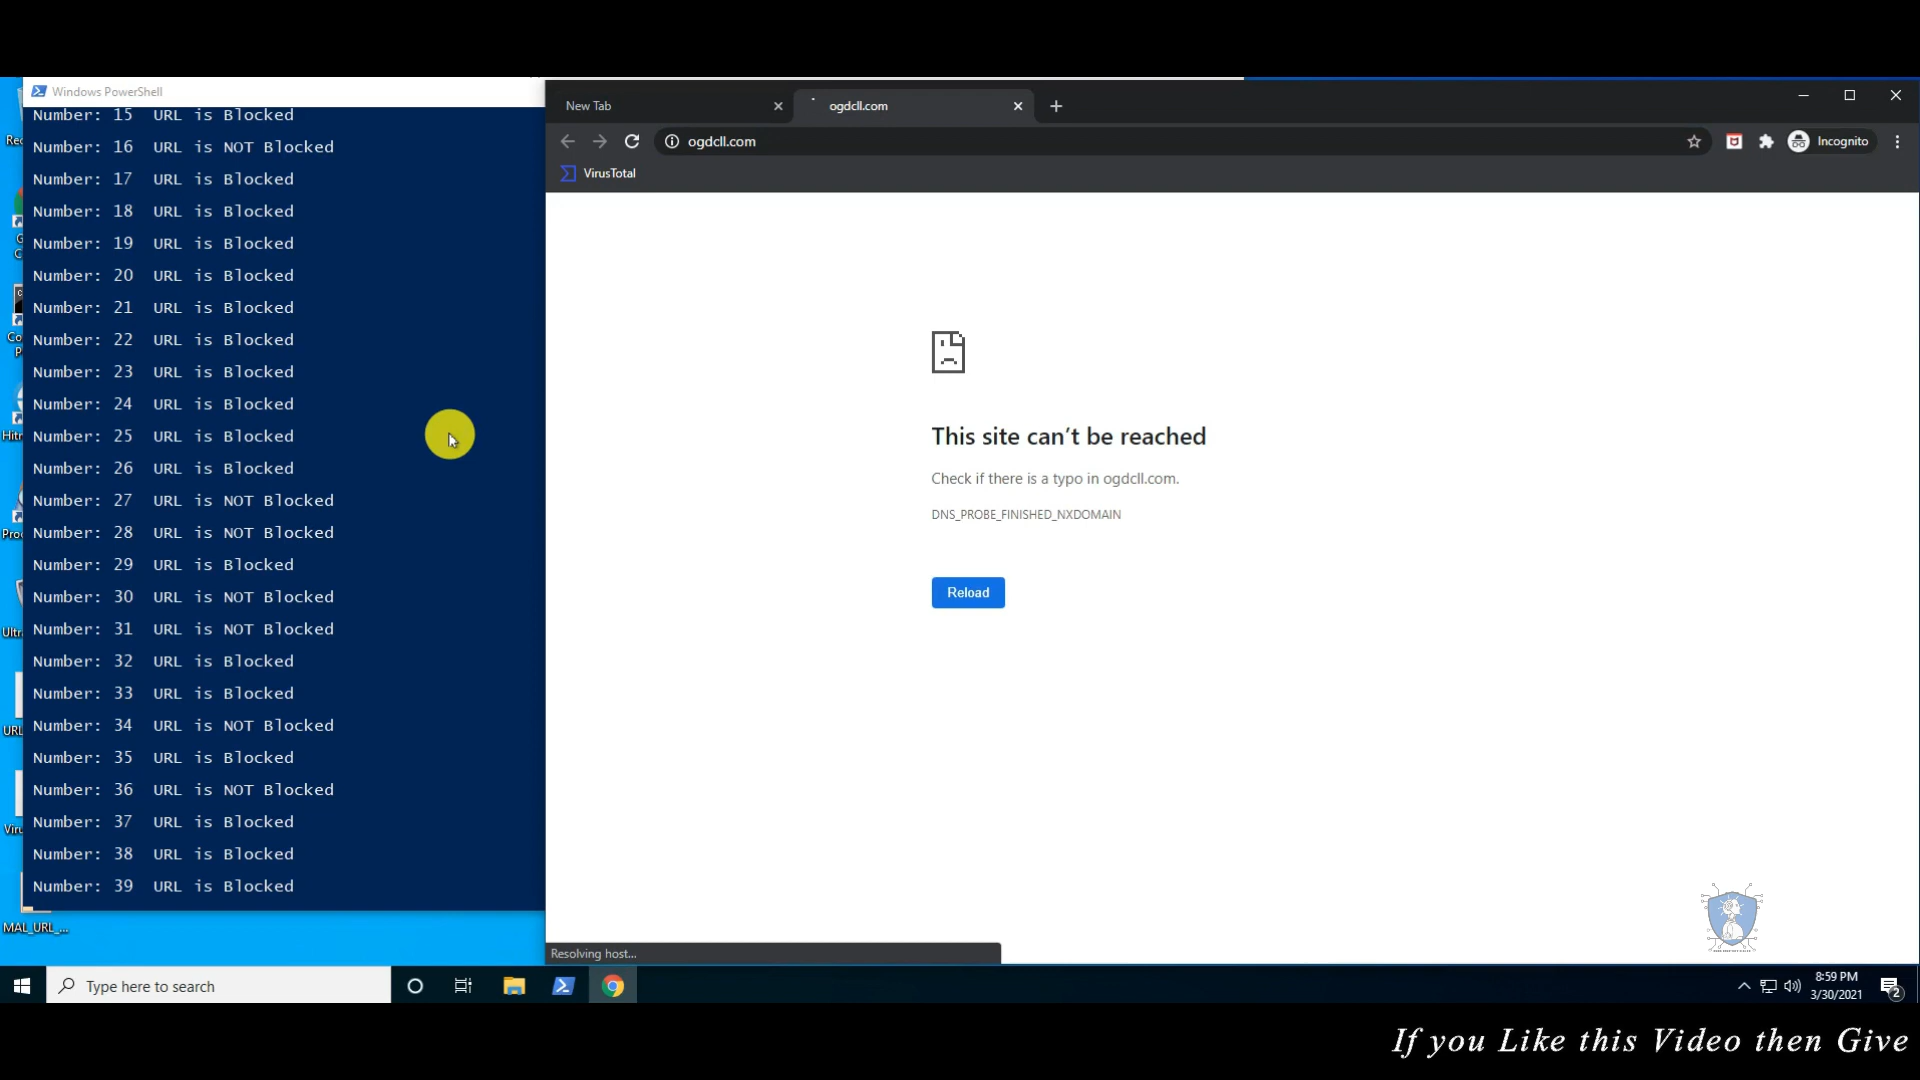 Windows PowerShell
Number: 15 URL is Blocked
Number: 16 URL is NOT Blocked
Number: 17 URL is Blocked
Number: 18 URL is Blocked
Number: 19 URL is Blocked
Number: 20 URL is Blocked
Number: 21 URL is Blocked
Number: 22 URL is Blocked
Number: 23 URL is Blocked
Number: 24 URL is Blocked
Number: 25 URL is Blocked
Number: 26 URL is Blocked
Number: 27 URL is NOT Blocked
Number: 28 URL is NOT Blocked
Number: 29 URL is Blocked
Number: 30 URL is NOT Blocked
Number: 31 URL is NOT Blocked
Number: 32 URL is Blocked
Number: 33 URL is Blocked
Number: 34 URL is NOT Blocked
Number: 35 URL is Blocked
Number: 36 URL is NOT Blocked
Number: 37 URL is Blocked
Number: 38 URL is Blocked
Number: 39 URL is Blocked
MAL_URL_...
New Tab
ogdcll.com
ogdcll.com
Incognito
VirusTotal
This site can't be reached
Check if there is a typo in ogdcll.com.
DNS_PROBE_FINISHED_NXDOMAIN
Reload
Resolving host...
Type here to search
8:59 PM
3/30/2021
2
If you Like this Video then Give